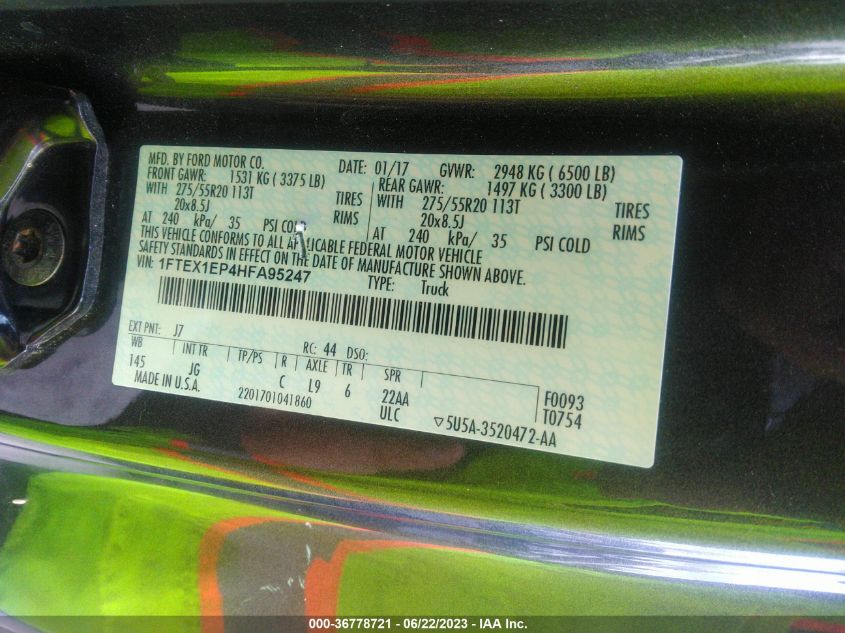 MFD. BY FORD MOTOR CO. DATE: 01/17 GVWR: 2948 KG ( 6500 LB)
FRONT GAWR: 1531 KG ( 3375 LB) REAR GAWR: 1497 KG ( 3300 LB)
WITH 275/55R20 113T TIRES WITH 275/55R20 113T TIRES
20x8.5J RIMS 20x8.5J RIMS
AT 240 kPa/ 35 PSI COLD AT 240 kPa/ 35 PSI COLD
THIS VEHICLE CONFORMS TO ALL APPLICABLE FEDERAL MOTOR VEHICLE
SAFETY STANDARDS IN EFFECT ON THE DATE OF MANUFACTURE SHOWN ABOVE.
VIN: 1FTEX1EP4HFA95247 TYPE: Truck
EXT PNT: J7 RC: 44 DSO:
WB INT TR TP/PS R AXLE TR SPR
145 JG C L9 6 22AA F0093
MADE IN U.S.A. 2201701041860 ULC T0754
▽5U5A-3520472-AA
000-36778721 - 06/22/2023 - IAA Inc.